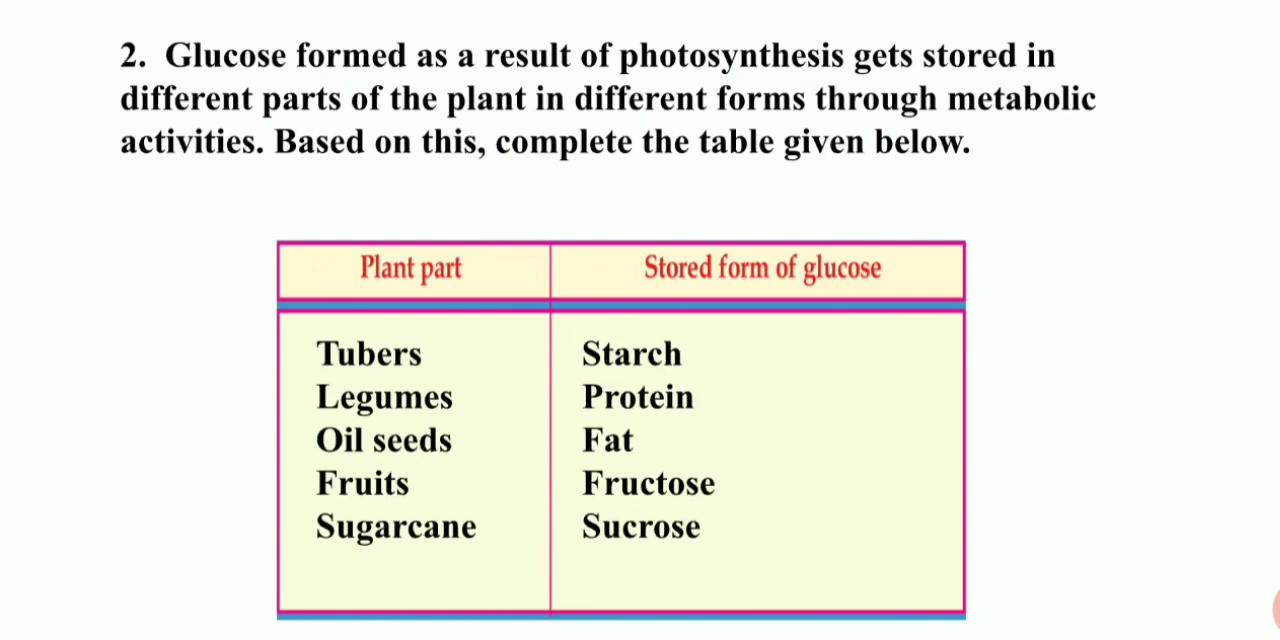 2. Glucose formed as a result of photosynthesis gets stored in
different parts of the plant in different forms through metabolic
activities. Based on this, complete the table given below.
Plant part Stored form of glucose
Tubers Starch
Legumes Protein
Oil seeds Fat
Fruits Fructose
Sugarcane Sucrose